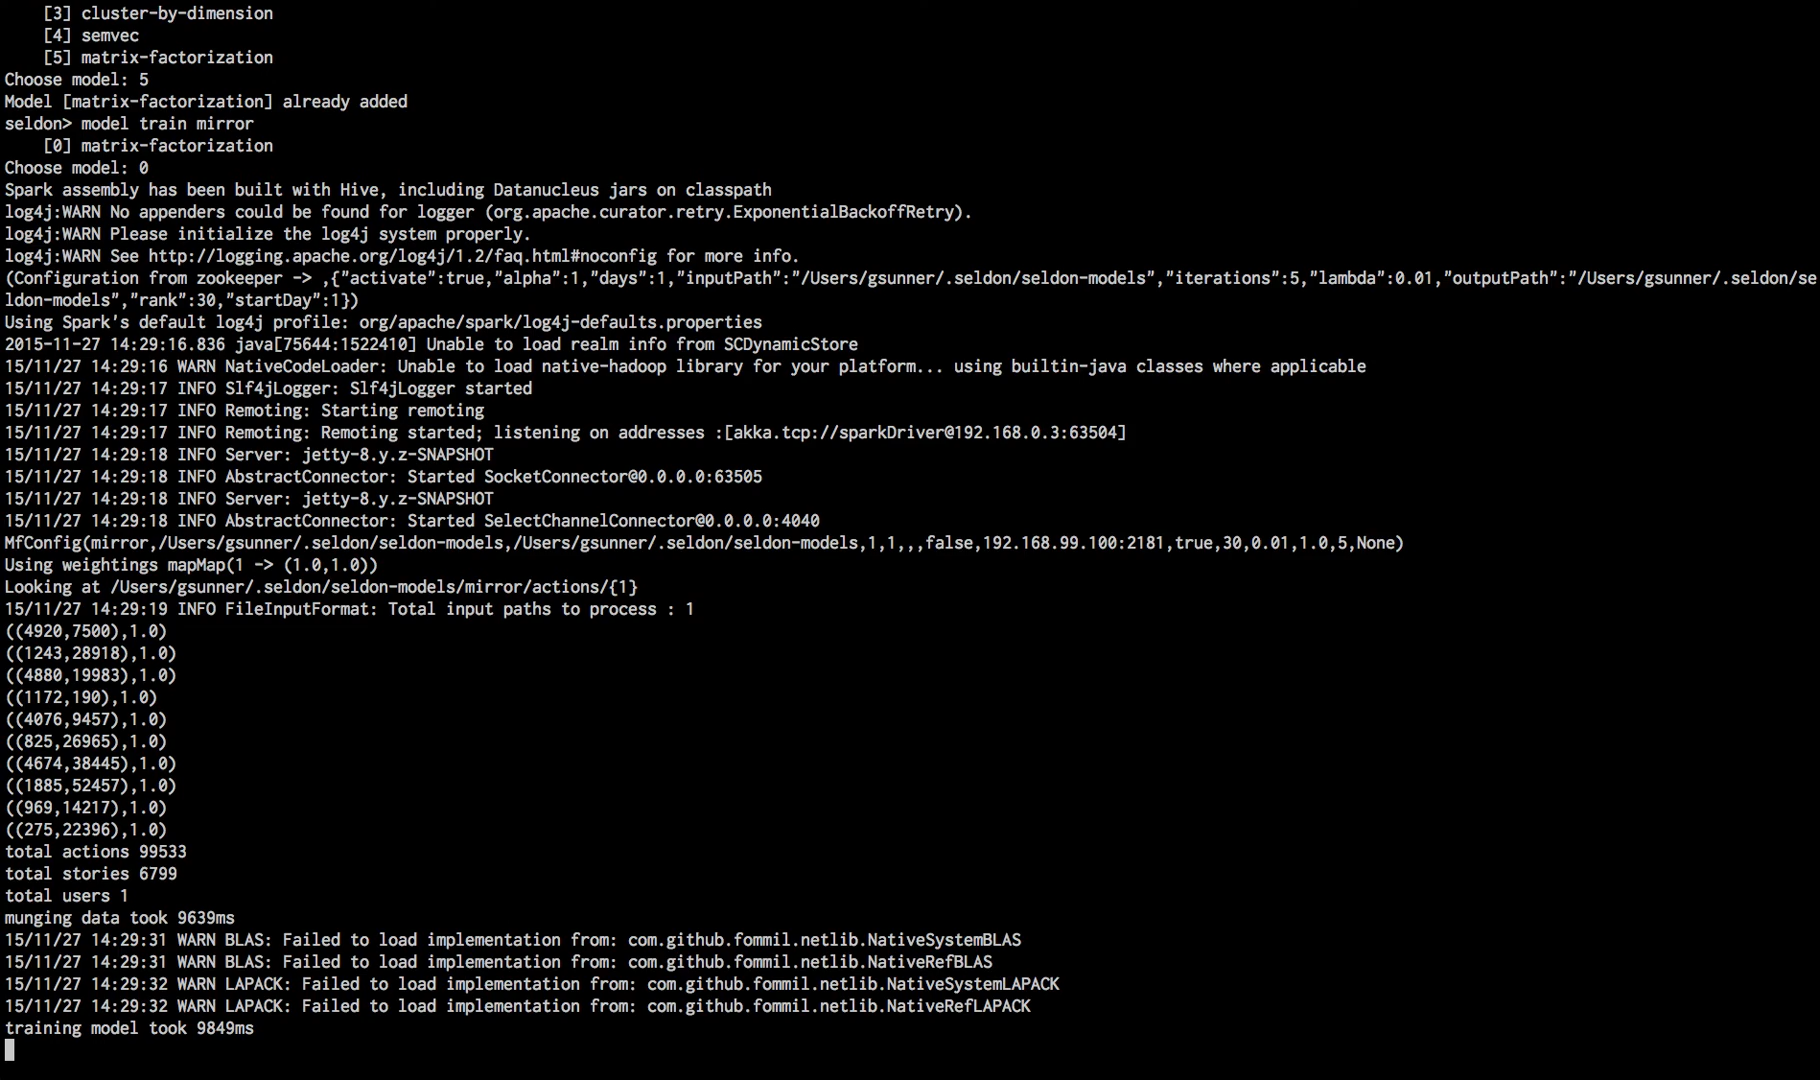 [3] cluster-by-dimension
[4] semvec
[5] matrix-factorization
Choose model: 5
Model [matrix-factorization] already added
seldon> model train mirror
[0] matrix-factorization
Choose model: 0
Spark assembly has been built with Hive, including Datanucleus jars on classpath
log4j:WARN No appenders could be found for logger (org.apache.curator.retry.ExponentialBackoffRetry).
log4j:WARN Please initialize the log4j system properly.
log4j:WARN See http://logging.apache.org/log4j/1.2/faq.html#noconfig for more info.
(Configuration from zookeeper -> ,{"activate":true,"alpha":1,"days":1,"inputPath":"/Users/gsunner/.seldon/seldon-models","iterations":5,"lambda":0.01,"outputPath":"/Users/gsunner/.seldon/se
ldon-models","rank":30,"startDay":1})
Using Spark's default log4j profile: org/apache/spark/log4j-defaults.properties
2015-11-27 14:29:16.836 java[75644:1522410] Unable to load realm info from SCDynamicStore
15/11/27 14:29:16 WARN NativeCodeLoader: Unable to load native-hadoop library for your platform... using builtin-java classes where applicable
15/11/27 14:29:17 INFO Slf4jLogger: Slf4jLogger started
15/11/27 14:29:17 INFO Remoting: Starting remoting
15/11/27 14:29:17 INFO Remoting: Remoting started; listening on addresses :[akka.tcp://sparkDriver@192.168.0.3:63504]
15/11/27 14:29:18 INFO Server: jetty-8.y.z-SNAPSHOT
15/11/27 14:29:18 INFO AbstractConnector: Started SocketConnector@0.0.0.0:63505
15/11/27 14:29:18 INFO Server: jetty-8.y.z-SNAPSHOT
15/11/27 14:29:18 INFO AbstractConnector: Started SelectChannelConnector@0.0.0.0:4040
MfConfig(mirror,/Users/gsunner/.seldon/seldon-models,/Users/gsunner/.seldon/seldon-models,1,1,,,false,192.168.99.100:2181,true,30,0.01,1.0,5,None)
Using weightings mapMap(1 -> (1.0,1.0))
Looking at /Users/gsunner/.seldon/seldon-models/mirror/actions/{1}
15/11/27 14:29:19 INFO FileInputFormat: Total input paths to process : 1
((4920,7500),1.0)
((1243,28918),1.0)
((4880,19983),1.0)
((1172,190),1.0)
((4076,9457),1.0)
((825,26965),1.0)
((4674,38445),1.0)
((1885,52457),1.0)
((969,14217),1.0)
((275,22396),1.0)
total actions 99533
total stories 6799
total users 1
munging data took 9639ms
15/11/27 14:29:31 WARN BLAS: Failed to load implementation from: com.github.fommil.netlib.NativeSystemBLAS
15/11/27 14:29:31 WARN BLAS: Failed to load implementation from: com.github.fommil.netlib.NativeRefBLAS
15/11/27 14:29:32 WARN LAPACK: Failed to load implementation from: com.github.fommil.netlib.NativeSystemLAPACK
15/11/27 14:29:32 WARN LAPACK: Failed to load implementation from: com.github.fommil.netlib.NativeRefLAPACK
training model took 9849ms